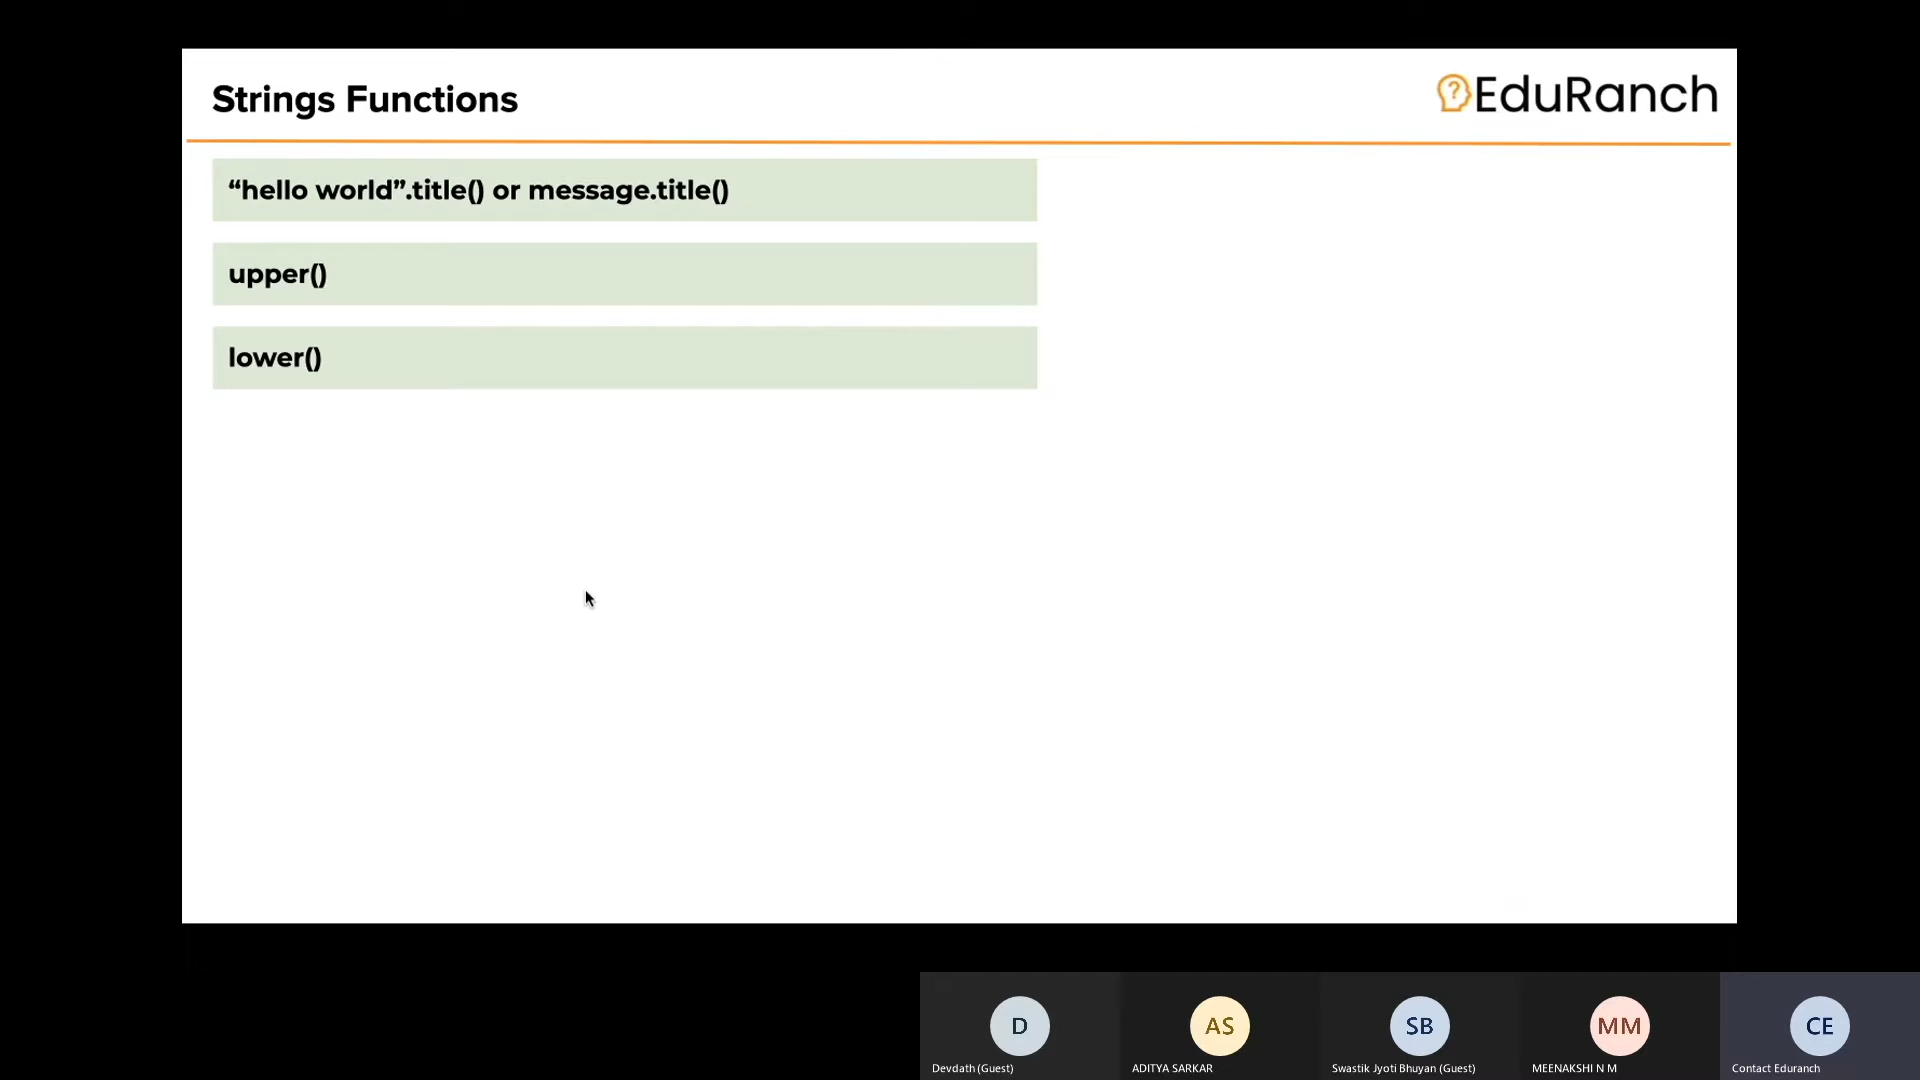 Strings Functions
EduRanch
“hello world”.title() or message.title()
upper()
lower()
D
AS
SB
MM
CE
Devdath (Guest)
ADITYA SARKAR
Swastik Jyoti Bhuyan (Guest)
MEENAKSHI N M
Contact Eduranch